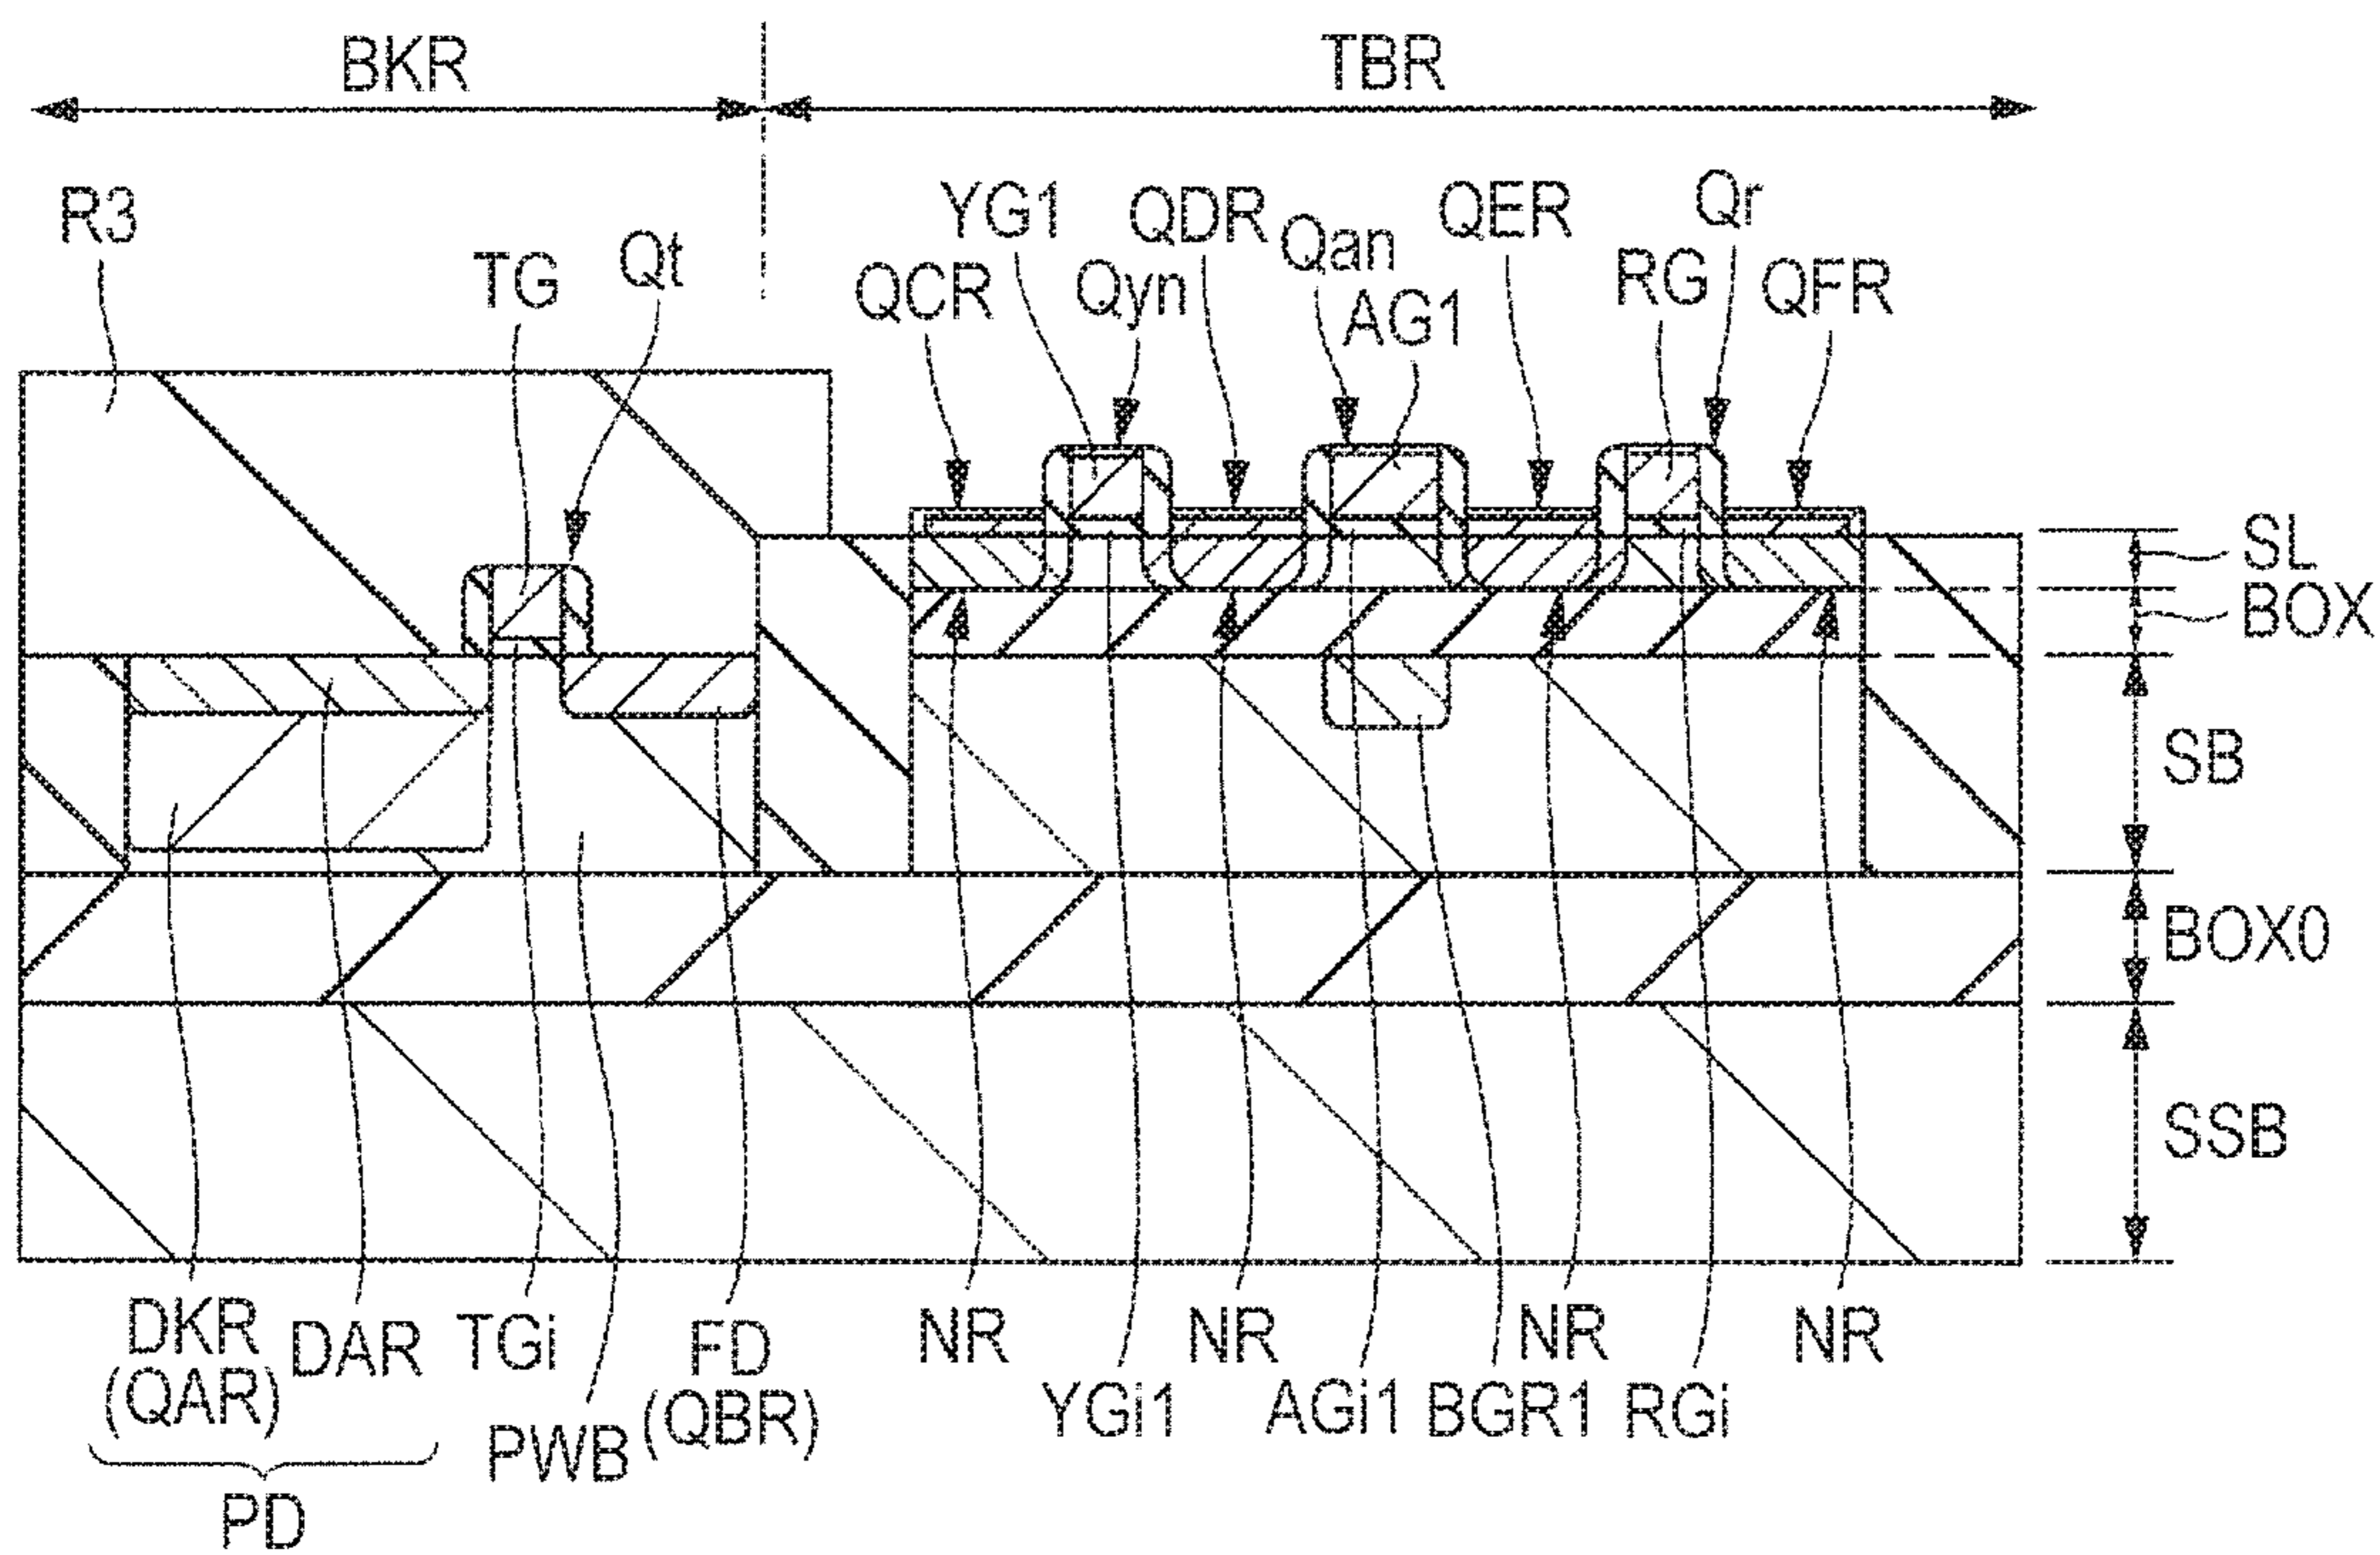 BKR TBR
R3 TG Qt QCR YG1 Qyn QDR Qan AG1 QER RG Qr QFR
SL
BOX
SB
BOX0
SSB
DKR DAR TGi FD NR NR NR NR
(QAR) PWB (QBR) YGi1 AGi1 BGR1 RGi
PD